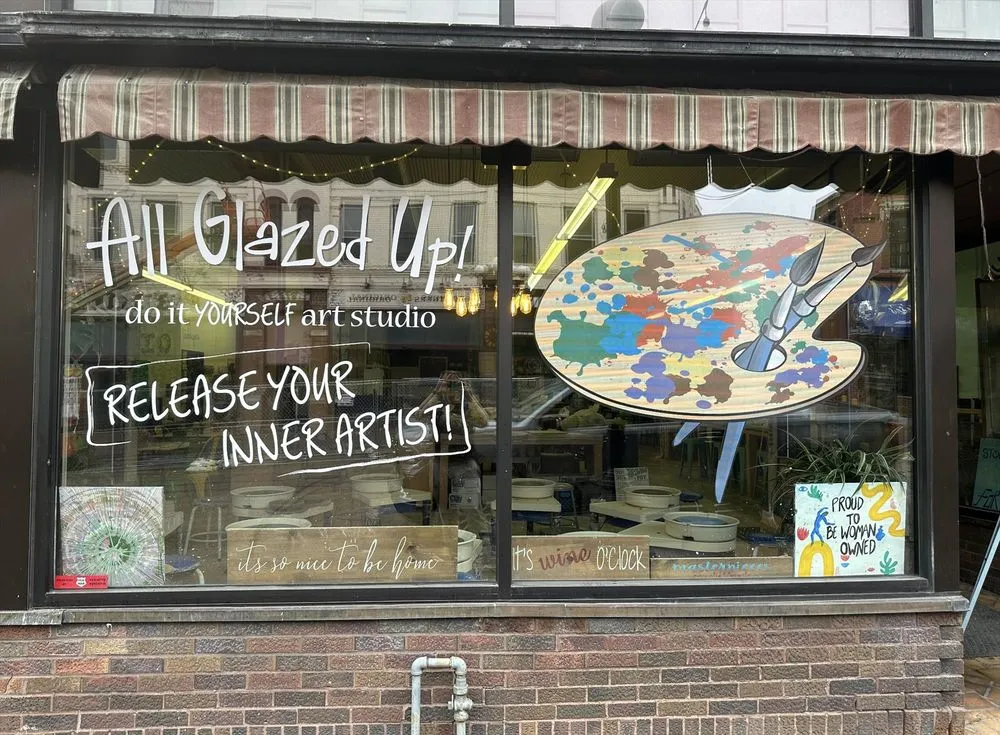 All Glazed Up!
do it YOURSELF art studio
RELEASE YOUR
INNER ARTIST!
it's so nice to be home
IT'S wine O'CLOCK
masterpieces
PROUD
TO
BE WOMAN
OWNED